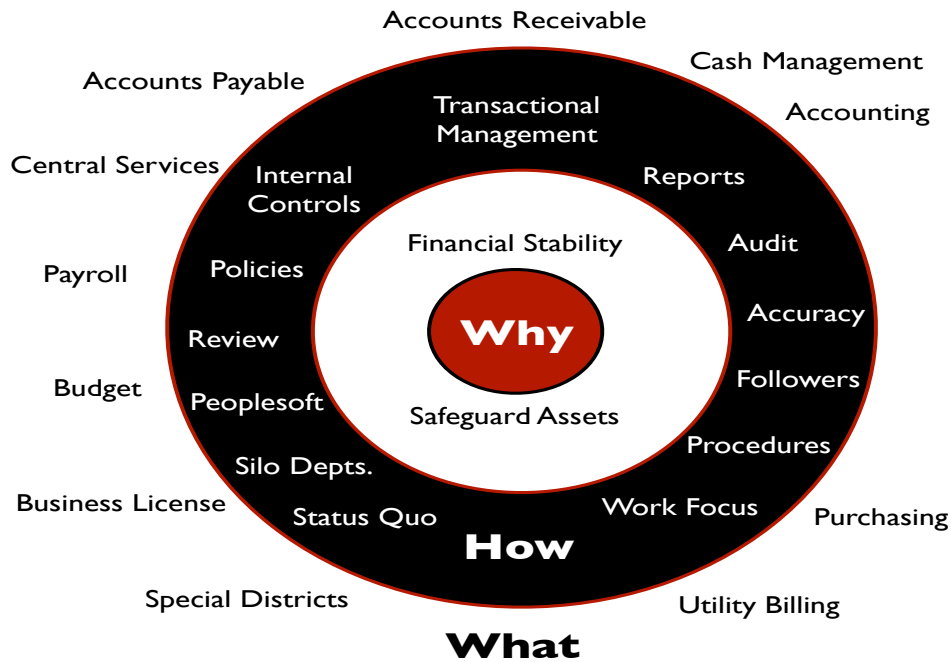 Accounts Receivable
Cash Management
Accounts Payable
Accounting
Transactional
Management
Central Services
Internal
Controls
Reports
Financial Stability
Audit
Payroll
Policies
Accuracy
Why
Review
Followers
Budget
Peoplesoft
Safeguard Assets
Procedures
Silo Depts.
Business License
Status Quo
Work Focus
Purchasing
How
Special Districts
Utility Billing
What